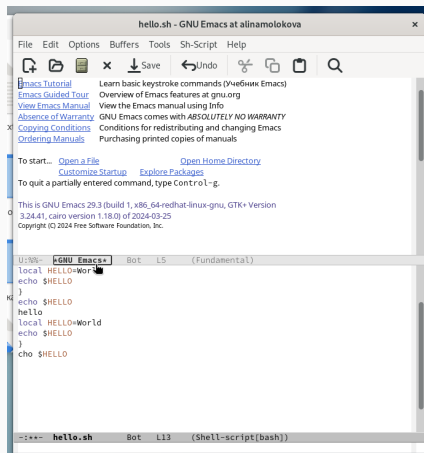 hello.sh - GNU Emacs at alinamolokova ×
File Edit Options Buffers Tools Sh-Script Help
Save Undo
Emacs Tutorial Learn basic keystroke commands (Учебник Emacs)
Emacs Guided Tour Overview of Emacs features at gnu.org
View Emacs Manual View the Emacs manual using Info
Absence of Warranty GNU Emacs comes with ABSOLUTELY NO WARRANTY
Copying Conditions Conditions for redistributing and changing Emacs
Ordering Manuals Purchasing printed copies of manuals
To start... Open a File Open Home Directory
Customize Startup Explore Packages
To quit a partially entered command, type Control-g.
This is GNU Emacs 29.3 (build 1, x86_64-redhat-linux-gnu, GTK+ Version
3.24.41, cairo version 1.18.0) of 2024-03-25
Copyright (C) 2024 Free Software Foundation, Inc.
U:%%- *GNU Emacs* Bot L5 (Fundamental)
local HELLO=World
echo $HELLO
}
echo $HELLO
hello
local HELLO=World
echo $HELLO
}
cho $HELLO
-:**- hello.sh Bot L13 (Shell-script[bash])